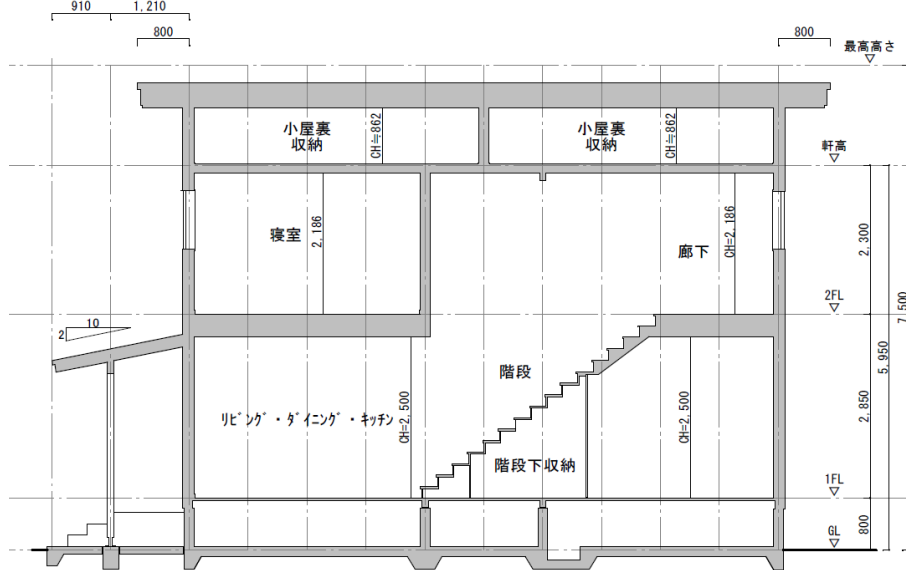 910
1,210
800
800
最高高さ
小屋裏
収納
CH≒862
小屋裏
収納
CH≒862
軒高
寝室
2,186
CH=2,186
廊下
2,300
2FL
7,500
10
2
5,950
階段
リビング・ダイニング・キッチン
CH=2,500
CH=2,500
2,850
階段下収納
1FL
800
GL